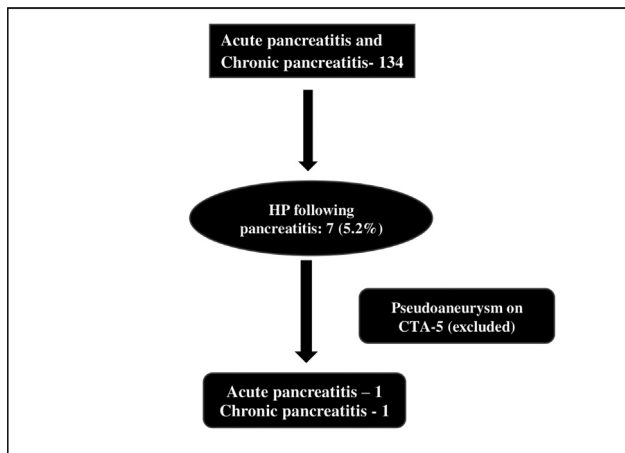 Acute pancreatitis and
Chronic pancreatitis- 134
HP following
pancreatitis: 7 (5.2%)
Pseudoaneurysm on
CTA-5 (excluded)
Acute pancreatitis – 1
Chronic pancreatitis - 1